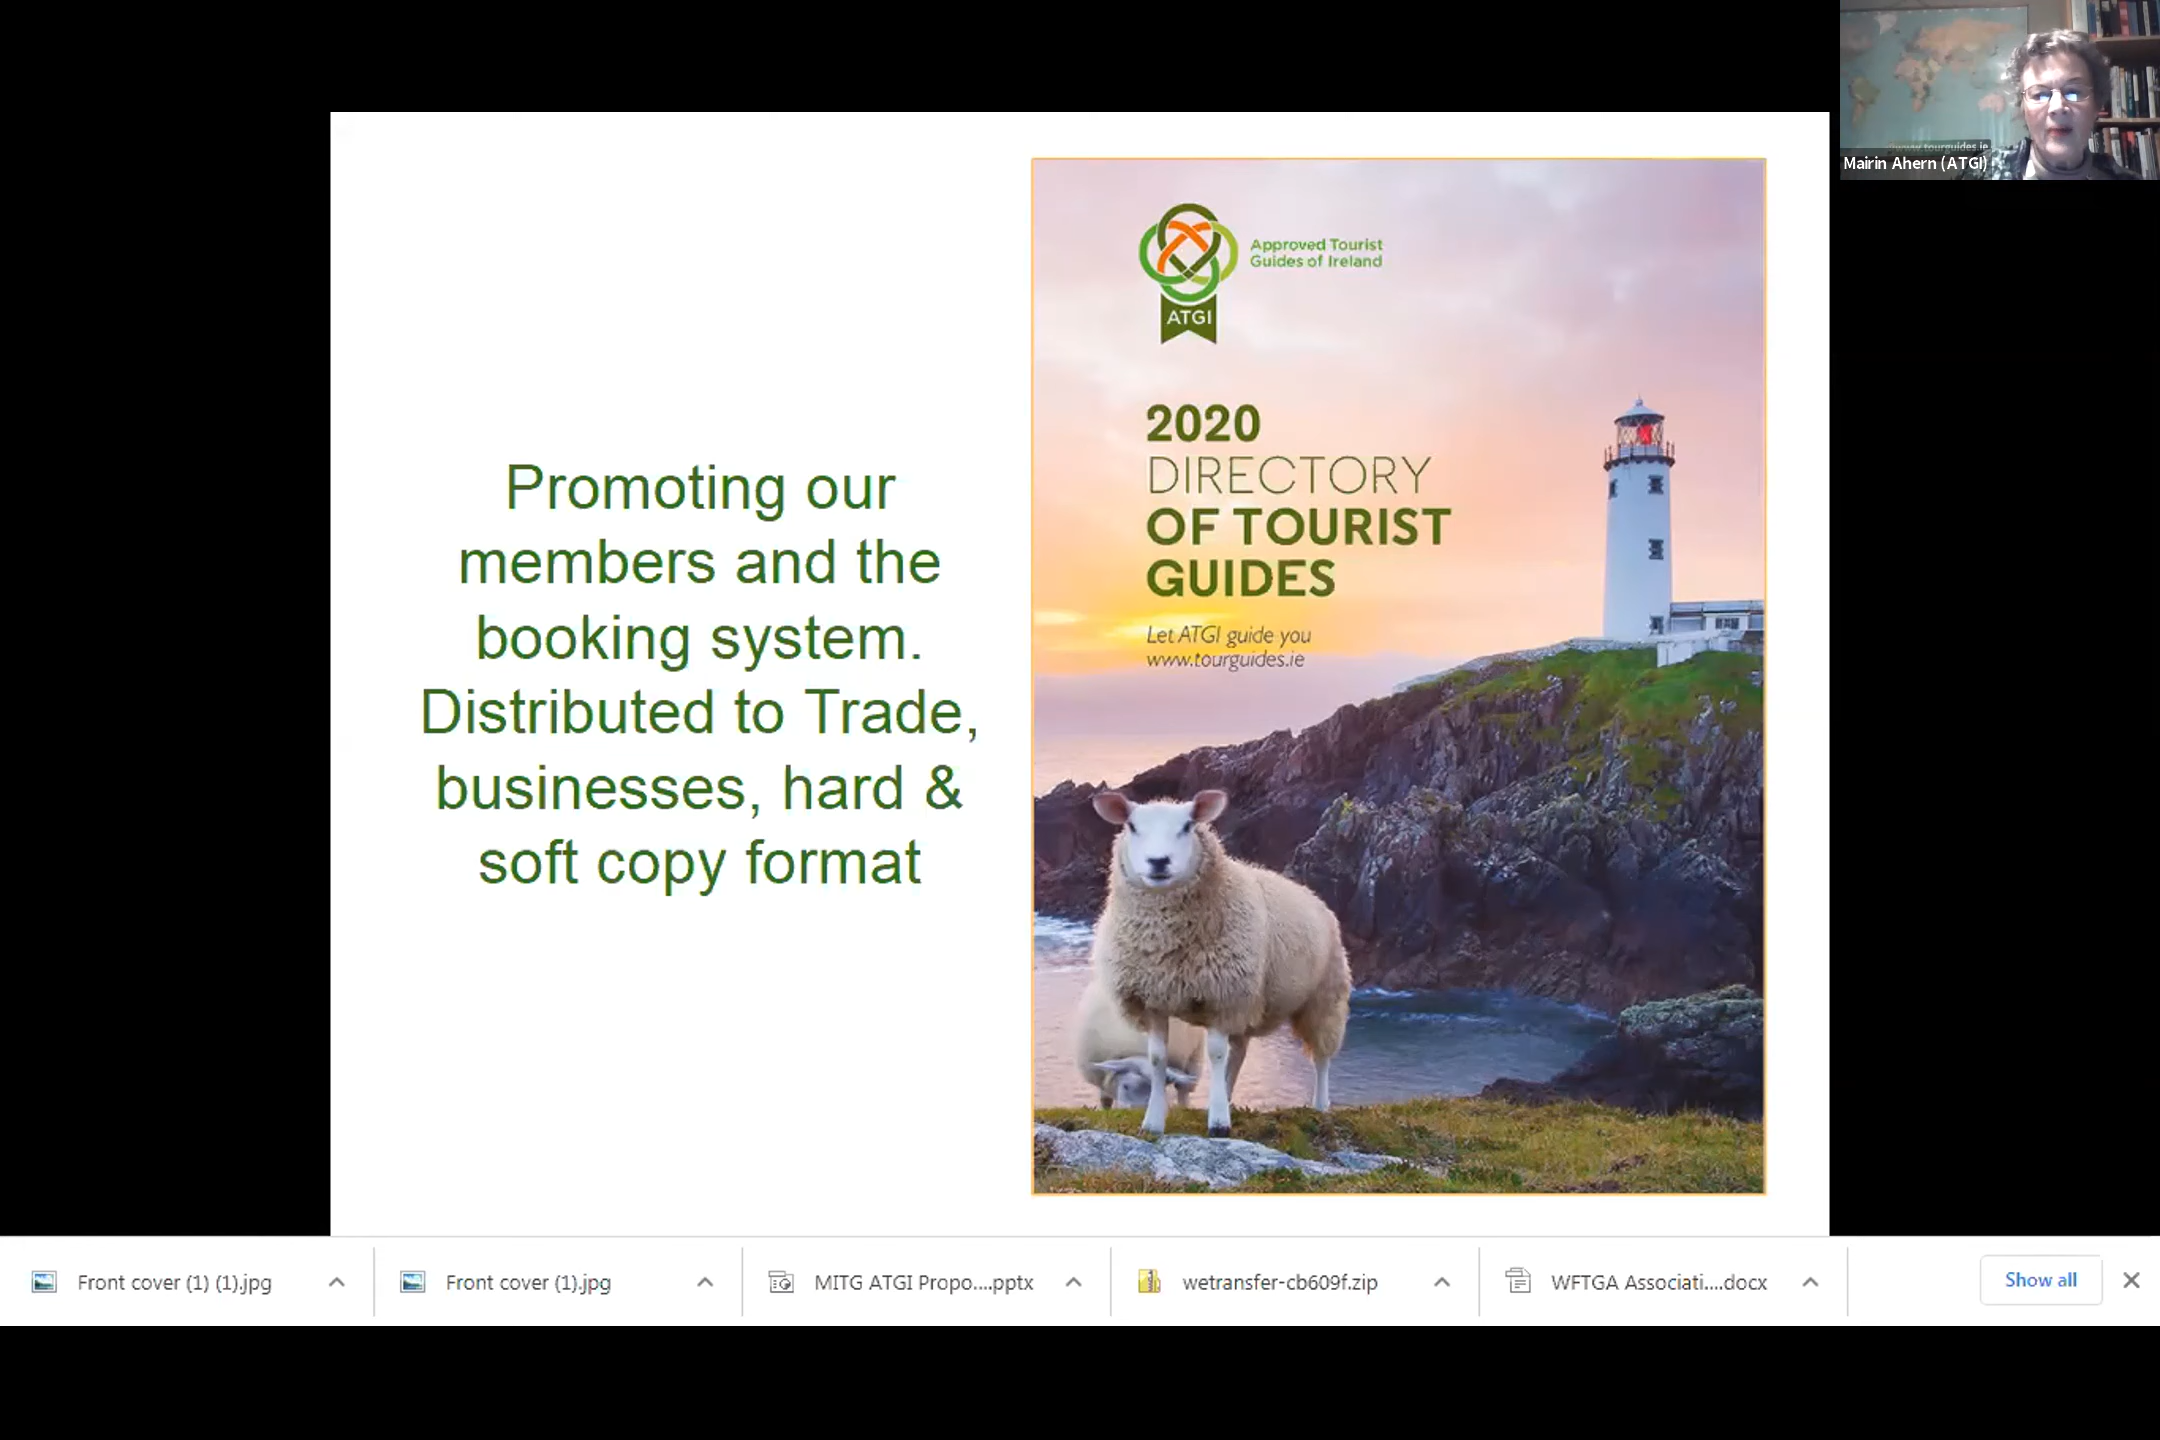 www.tourguides.ie
Mairin Ahern (ATGI)
Promoting our
members and the
booking system.
Distributed to Trade,
businesses, hard &
soft copy format
Approved Tourist
Guides of Ireland
ATGI
2020
DIRECTORY
OF TOURIST
GUIDES
Let ATGI guide you
www.tourguides.ie
Front cover (1) (1).jpg
Front cover (1).jpg
MITG ATGI Propo....pptx
wetransfer-cb609f.zip
WFTGA Associati....docx
Show all